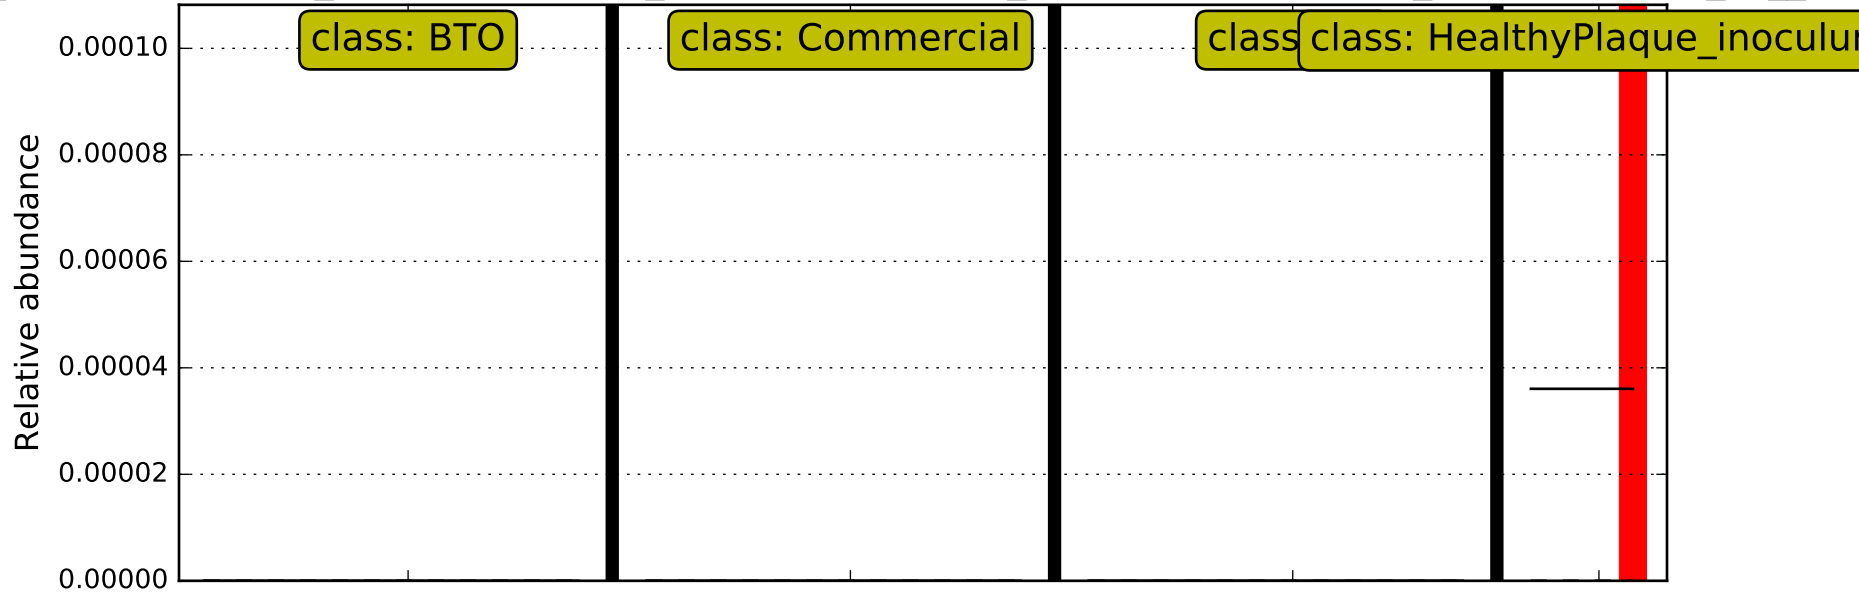 class: BTO
class: Commercial
class
class: HealthyPlaque_inoculu
0.00010
0.00008
0.00006
0.00004
0.00002
0.00000
Relative abundance